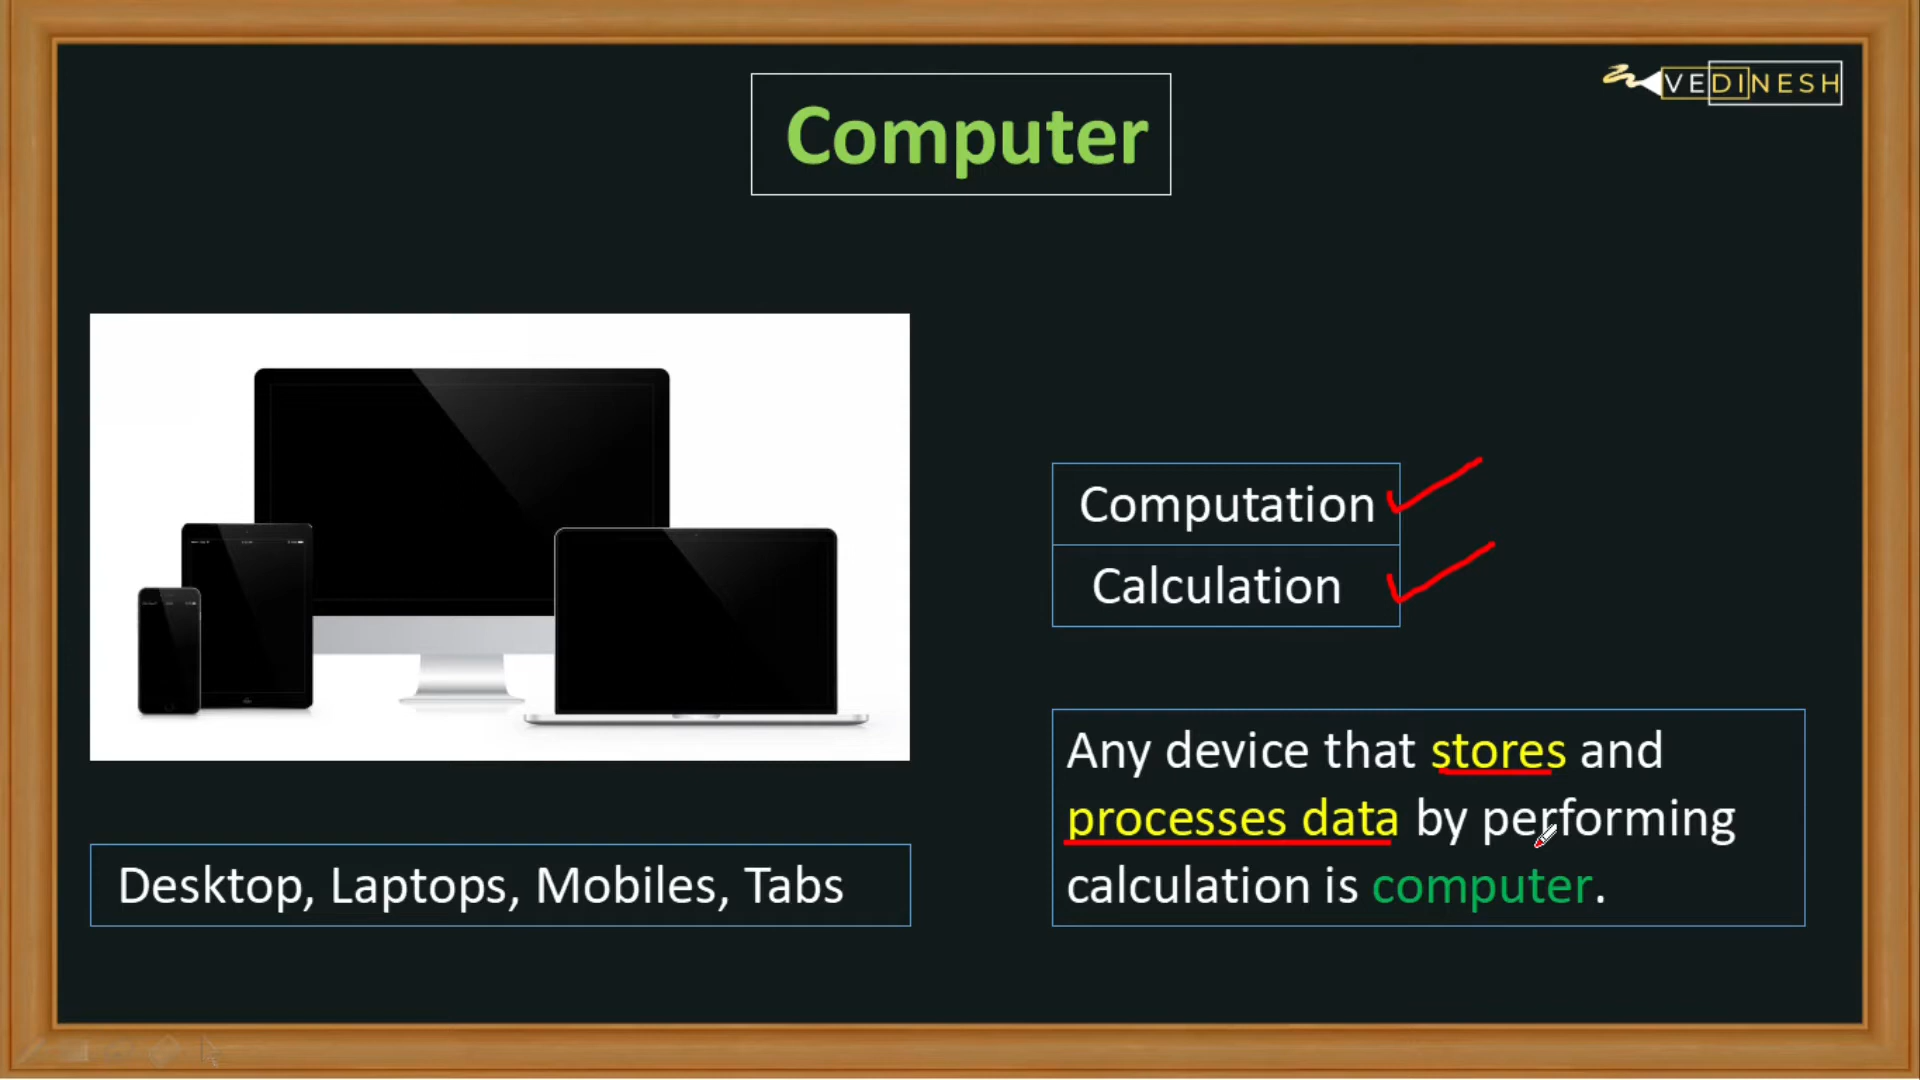 VEDINESH
Computer
Computation
Calculation
Any device that stores and
processes data by performing
calculation is computer.
Desktop, Laptops, Mobiles, Tabs